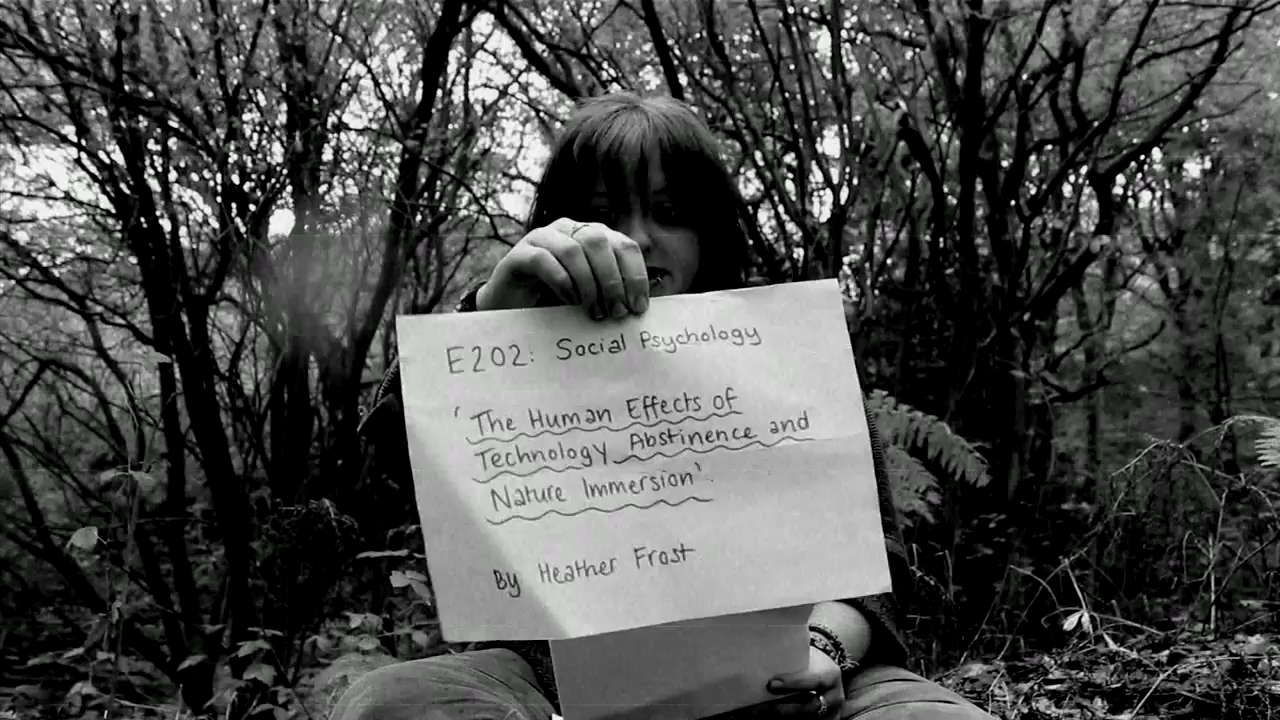 E202: Social Psychology
'The Human Effects of
Technology Abstinence and
Nature Immersion'.
By Heather Frost